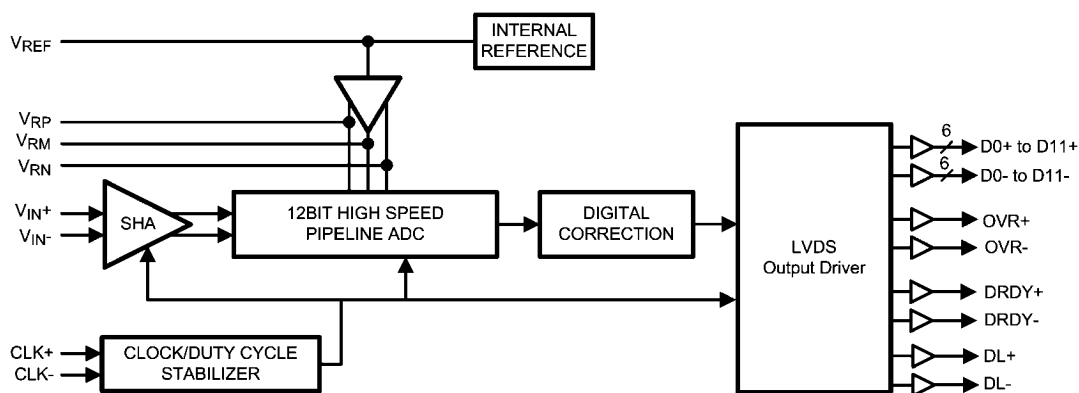 VREF
INTERNAL
REFERENCE
VRP
VRM
VRN
VIN+
VIN-
SHA
12BIT HIGH SPEED
PIPELINE ADC
DIGITAL
CORRECTION
LVDS
Output Driver
6
D0+ to D11+
6
D0- to D11-
OVR+
OVR-
DRDY+
DRDY-
DL+
DL-
CLK+
CLK-
CLOCK/DUTY CYCLE
STABILIZER